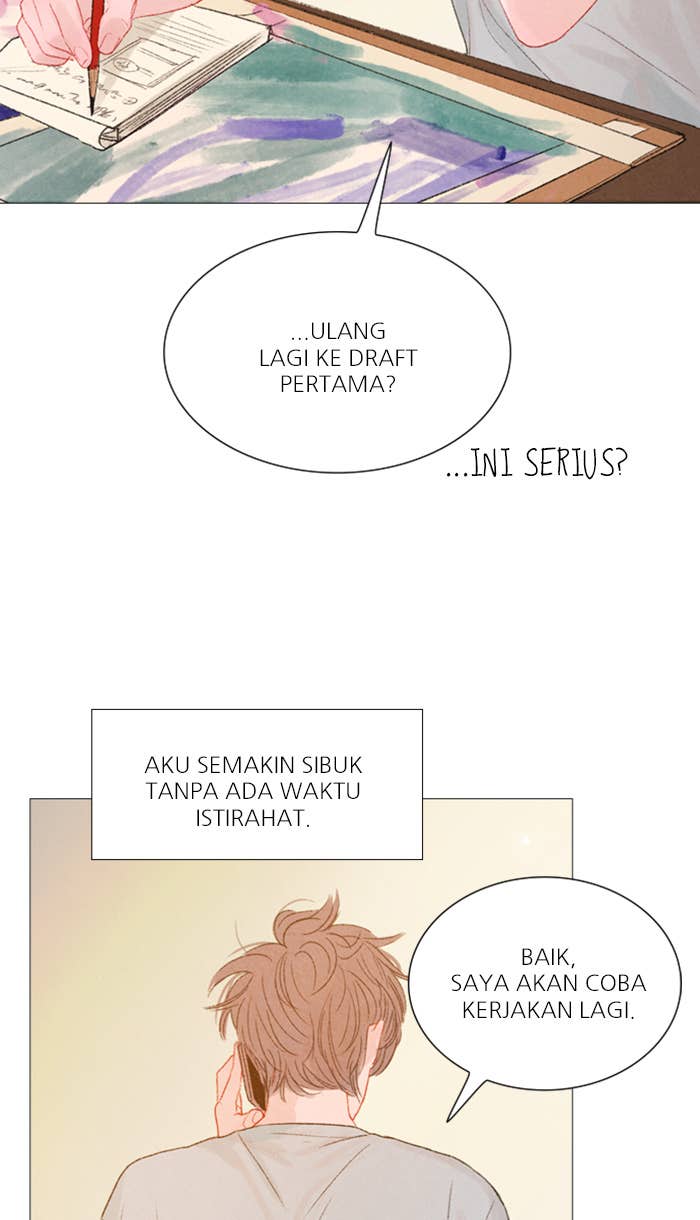 ...ULANG
LAGI KE DRAFT
PERTAMA?
...INI SERIUS?
AKU SEMAKIN SIBUK
TANPA ADA WAKTU
ISTIRAHAT.
BAIK,
SAYA AKAN COBA
KERJAKAN LAGI.